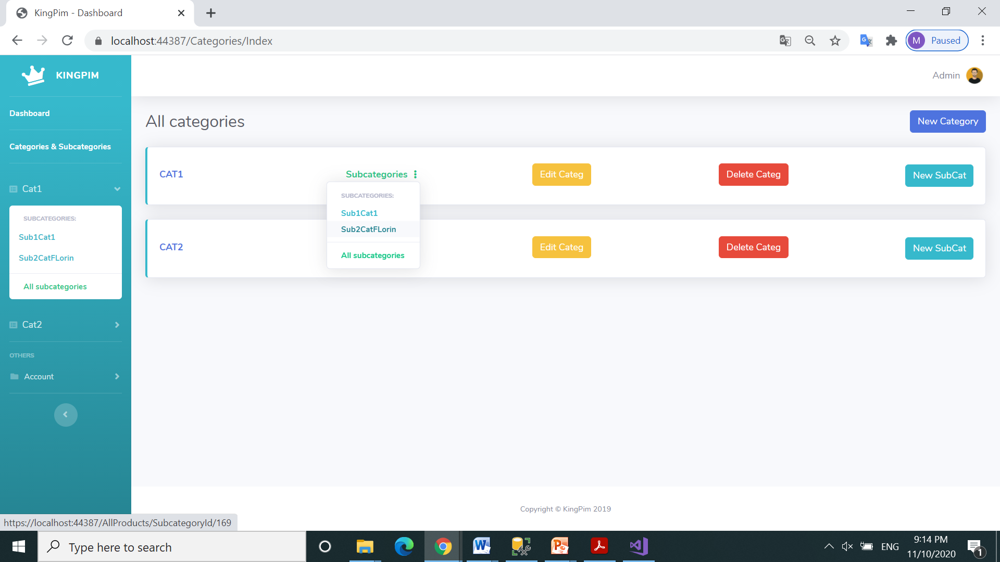 KingPim - Dashboard
localhost:44387/Categories/Index
M Paused
KINGPIM
Admin
Dashboard
Categories & Subcategories
Cat1
SUBCATEGORIES:
Sub1Cat1
Sub2CatFLorin
All subcategories
Cat2
OTHERS
Account
All categories
New Category
CAT1
Subcategories
Edit Categ
Delete Categ
New SubCat
SUBCATEGORIES:
Sub1Cat1
Sub2CatFLorin
All subcategories
CAT2
Edit Categ
Delete Categ
New SubCat
Copyright © KingPim 2019
https://localhost:44387/AllProducts/SubcategoryId/169
Type here to search
ENG
9:14 PM
11/10/2020
1